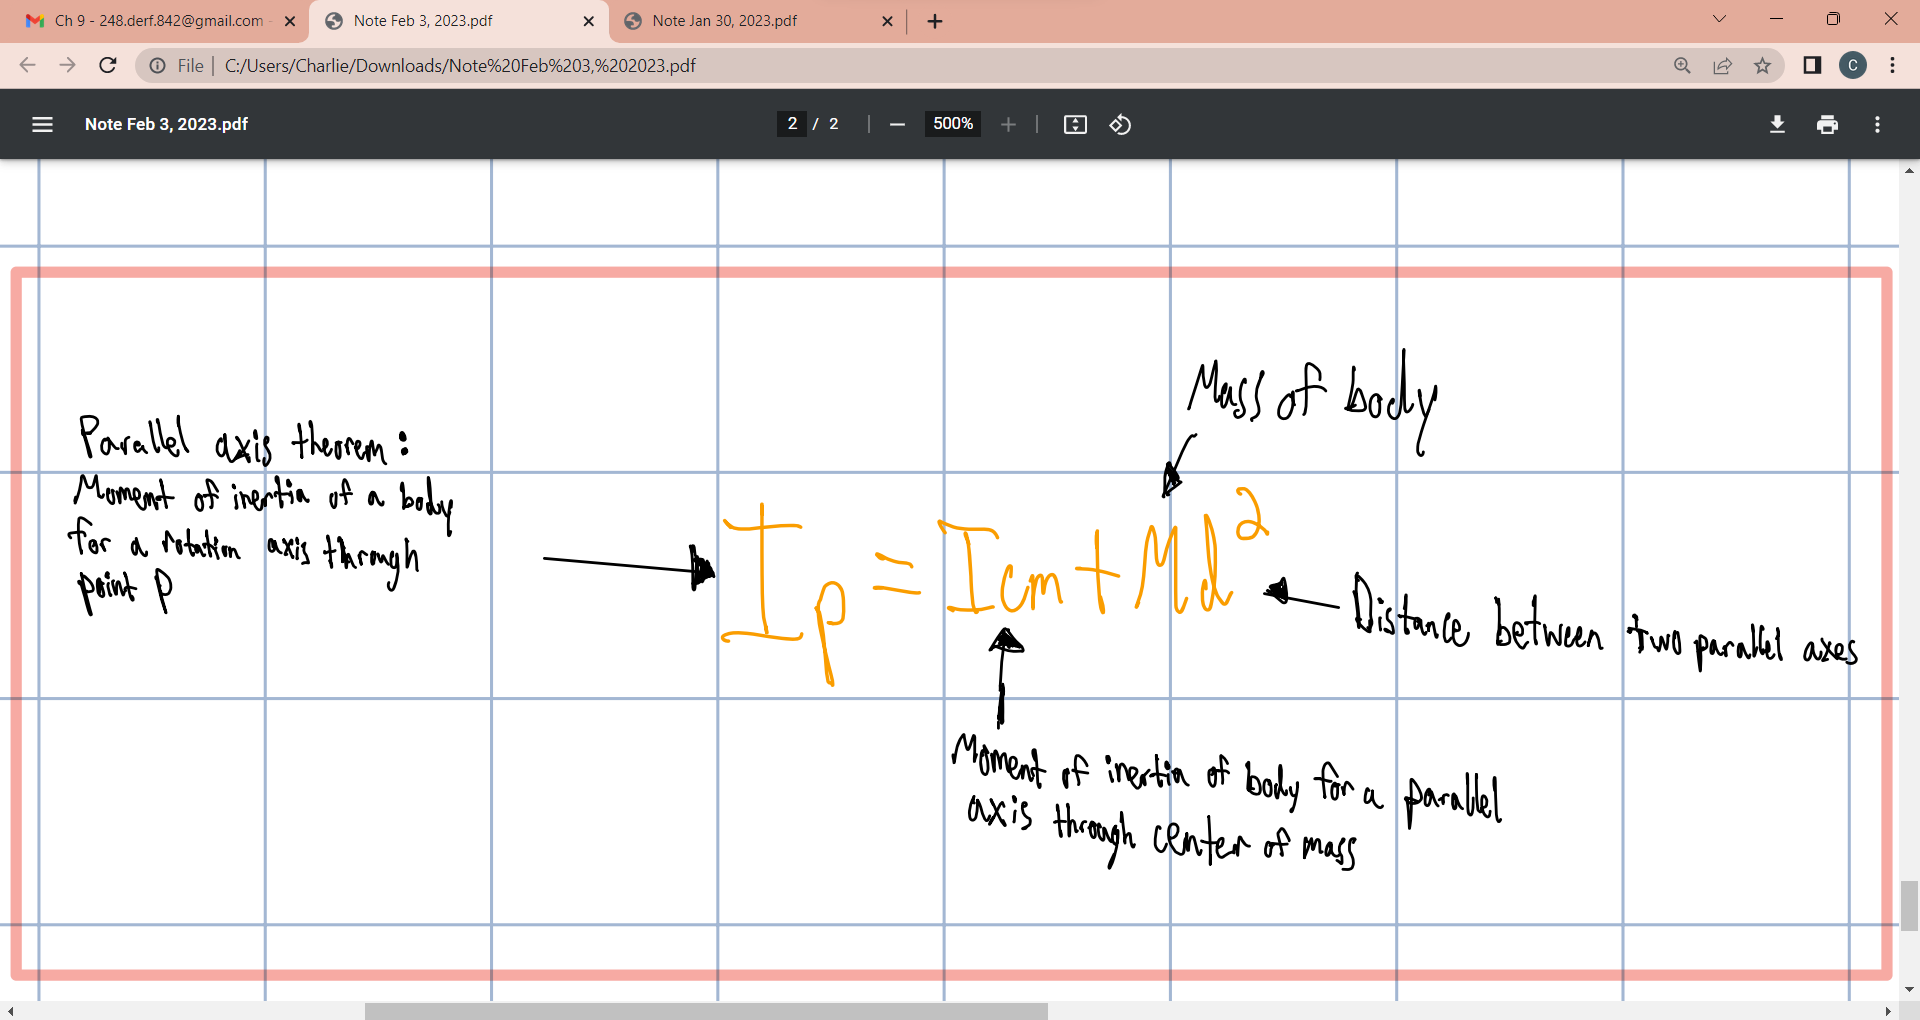 Ch 9 - 248.derf.842@gmail.com
Note Feb 3, 2023.pdf
Note Jan 30, 2023.pdf
File
C:/Users/Charlie/Downloads/Note%20Feb%203,%202023.pdf
C
Note Feb 3, 2023.pdf
2 / 2
500%
Mass of body
Parallel axis theorem:
Moment of inertia of a body
for a rotation axis through
point P
Ip = Icm + Md²
Distance between two parallel axes
Moment of inertia of body for a parallel
axis through center of mass